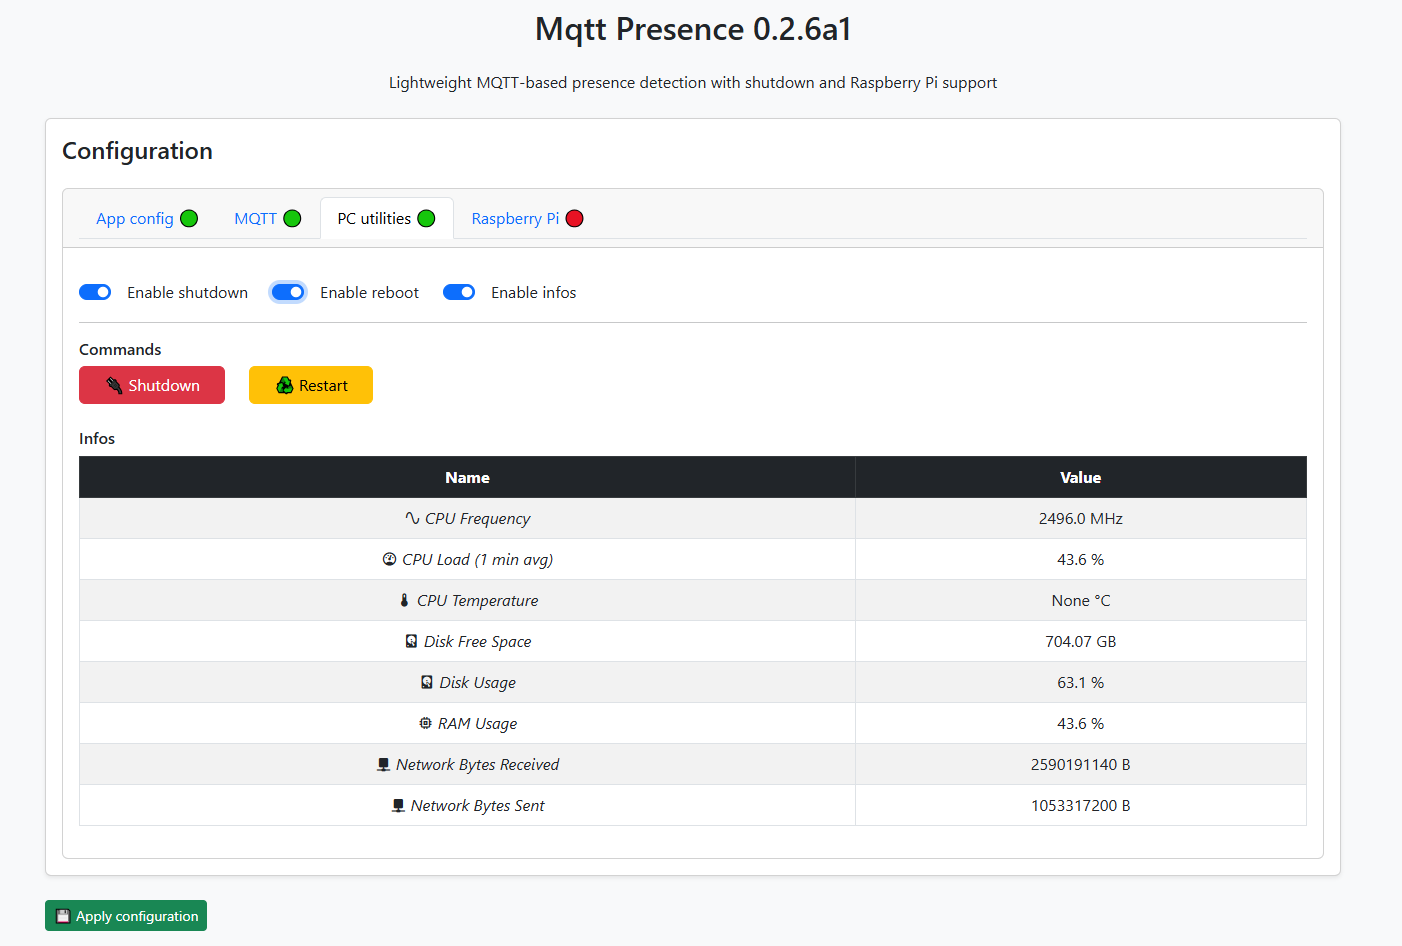 Mqtt Presence 0.2.6a1
Lightweight MQTT-based presence detection with shutdown and Raspberry Pi support
Configuration
App config MQTT PC utilities Raspberry Pi
Enable shutdown Enable reboot Enable infos
Commands
Shutdown Restart
Infos
Name Value
CPU Frequency 2496.0 MHz
CPU Load (1 min avg) 43.6 %
CPU Temperature None °C
Disk Free Space 704.07 GB
Disk Usage 63.1 %
RAM Usage 43.6 %
Network Bytes Received 2590191140 B
Network Bytes Sent 1053317200 B
Apply configuration